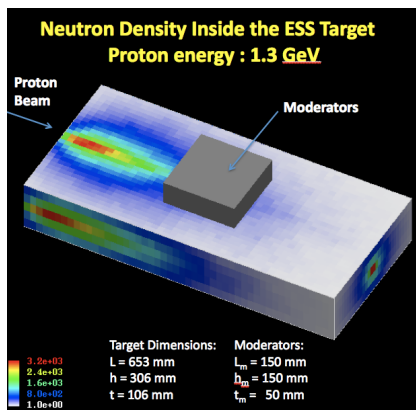 Neutron Density Inside the ESS Target
Proton energy : 1.3 GeV
Proton
Beam
Moderators
Target Dimensions:
L = 653 mm
h = 306 mm
t = 106 mm
Moderators:
Lm = 150 mm
hm = 150 mm
tm = 50 mm
3.2e+03
2.4e+03
1.6e+03
8.0e+02
1.0e+00